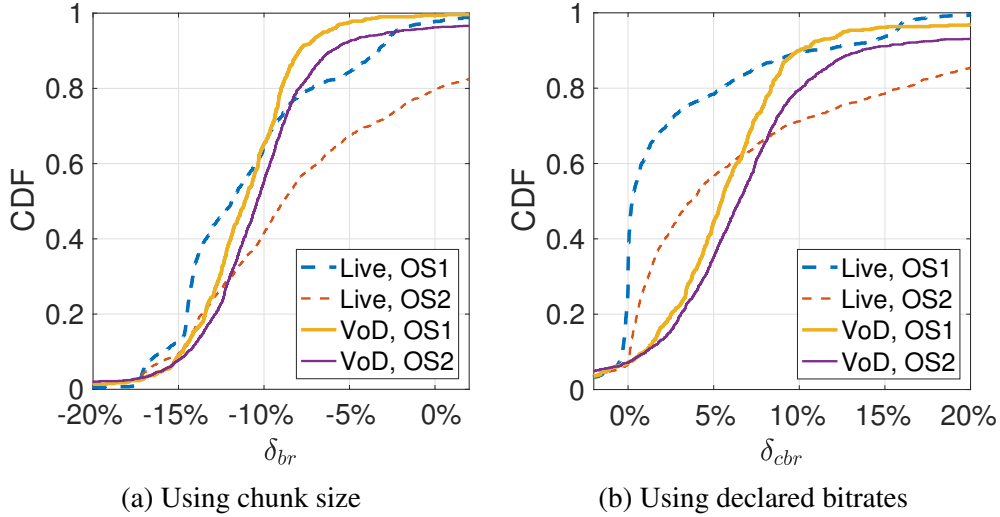 1
0.8
0.6
0.4
0.2
0
CDF
-20% -15% -10% -5% 0%
δbr
Live, OS1
Live, OS2
VoD, OS1
VoD, OS2
(a) Using chunk size
1
0.8
0.6
0.4
0.2
0
CDF
0% 5% 10% 15% 20%
δcbr
Live, OS1
Live, OS2
VoD, OS1
VoD, OS2
(b) Using declared bitrates